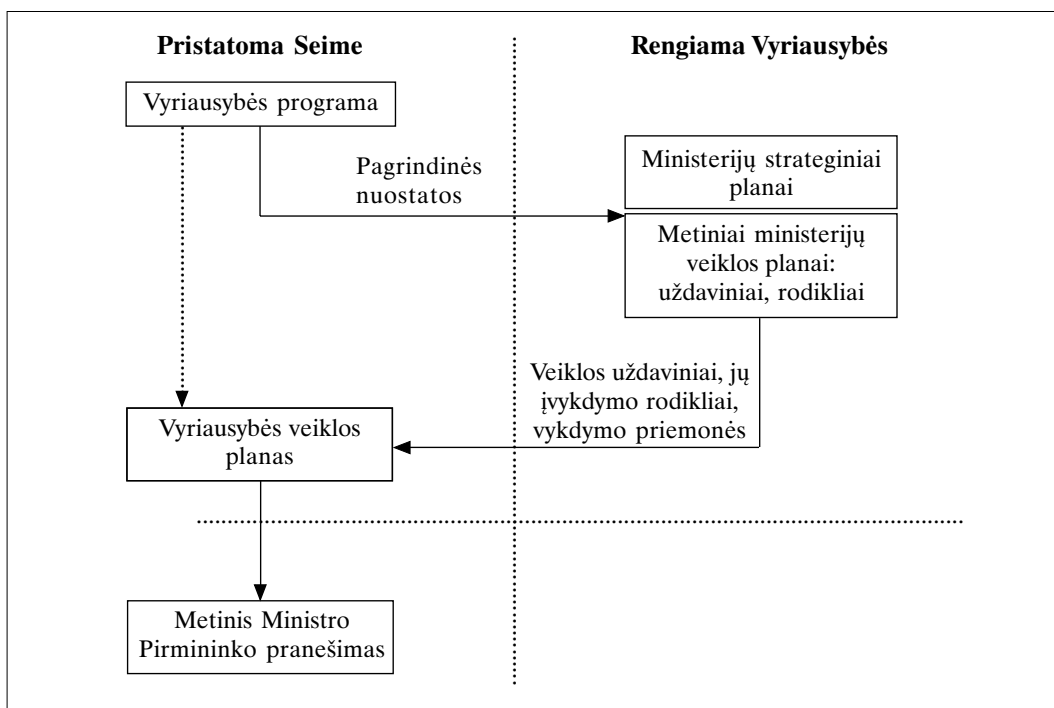 Pristatoma Seime
Rengiama Vyriausybės
Vyriausybės programa
Pagrindinės
nuostatos
Ministerijų strateginiai
planai
Metiniai ministerijų
veiklos planai:
uždaviniai, rodikliai
Veiklos uždaviniai, jų
įvykdymo rodikliai,
vykdymo priemonės
Vyriausybės veiklos
planas
Metinis Ministro
Pirmininko pranešimas